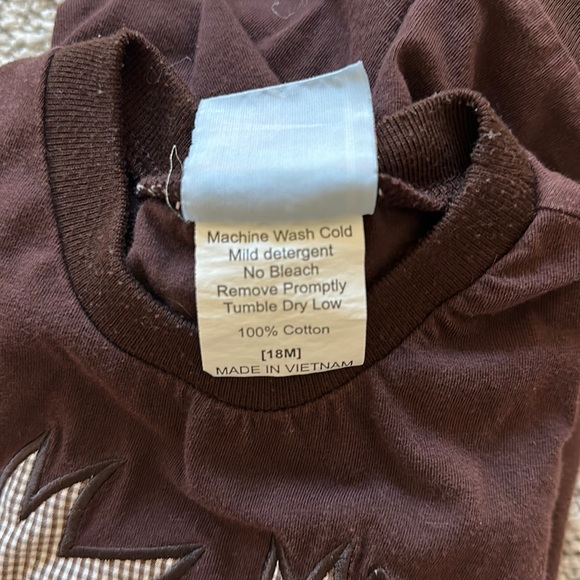 Machine Wash Cold
Mild detergent
No Bleach
Remove Promptly
Tumble Dry Low
100% Cotton
[18M]
MADE IN VIETNAM